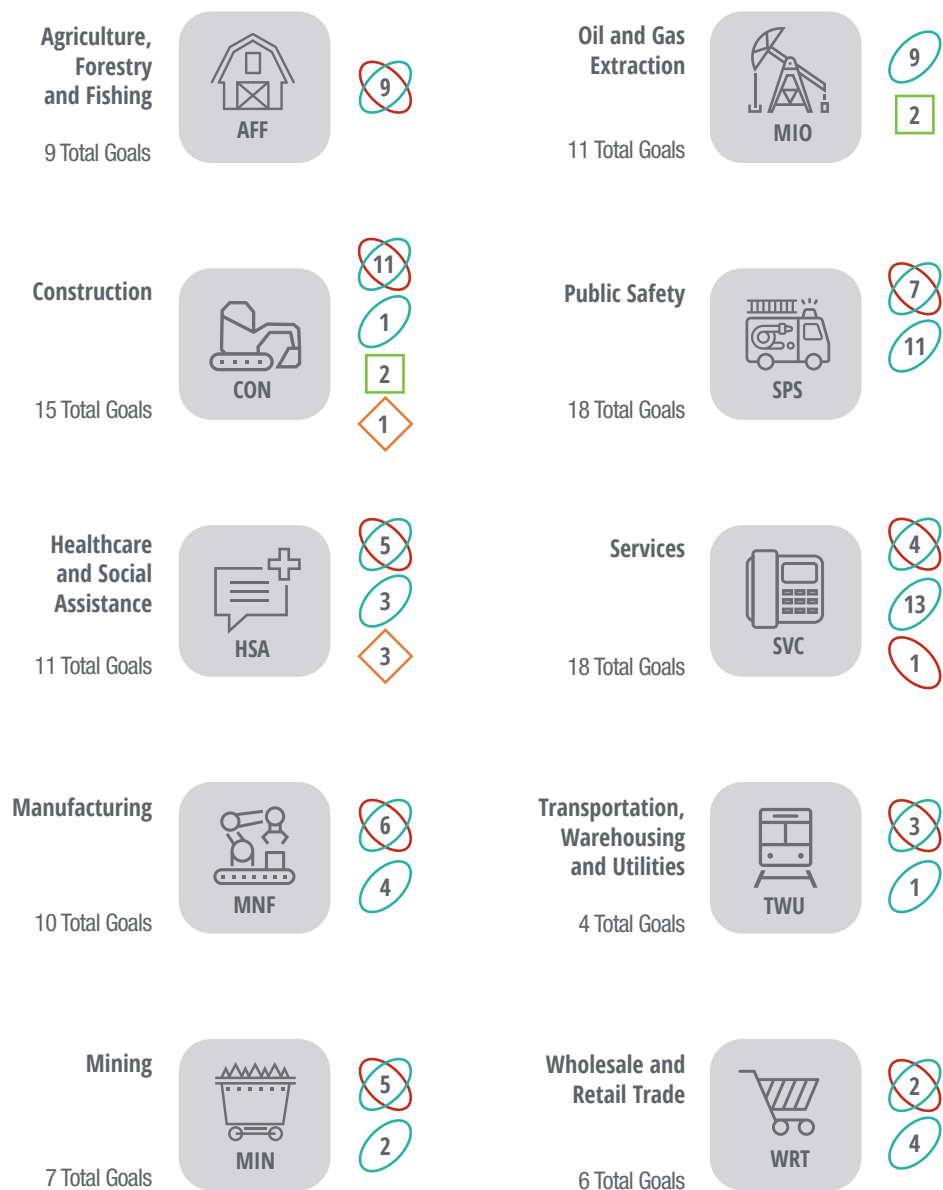 Agriculture,
Forestry
and Fishing
9 Total Goals
AFF
9
Oil and Gas
Extraction
11 Total Goals
MIO
9
2
Construction
15 Total Goals
CON
11
1
2
1
Public Safety
18 Total Goals
SPS
7
11
Healthcare
and Social
Assistance
11 Total Goals
HSA
5
3
3
Services
18 Total Goals
SVC
4
13
1
Manufacturing
10 Total Goals
MNF
6
4
Transportation,
Warehousing
and Utilities
4 Total Goals
TWU
3
1
Mining
7 Total Goals
MIN
5
2
Wholesale and
Retail Trade
6 Total Goals
WRT
2
4